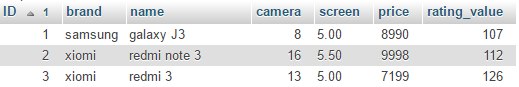 ID 1 brand name camera screen price rating_value
1 samsung galaxy J3 8 5.00 8990 107
2 xiomi redmi note 3 16 5.50 9998 112
3 xiomi redmi 3 13 5.00 7199 126